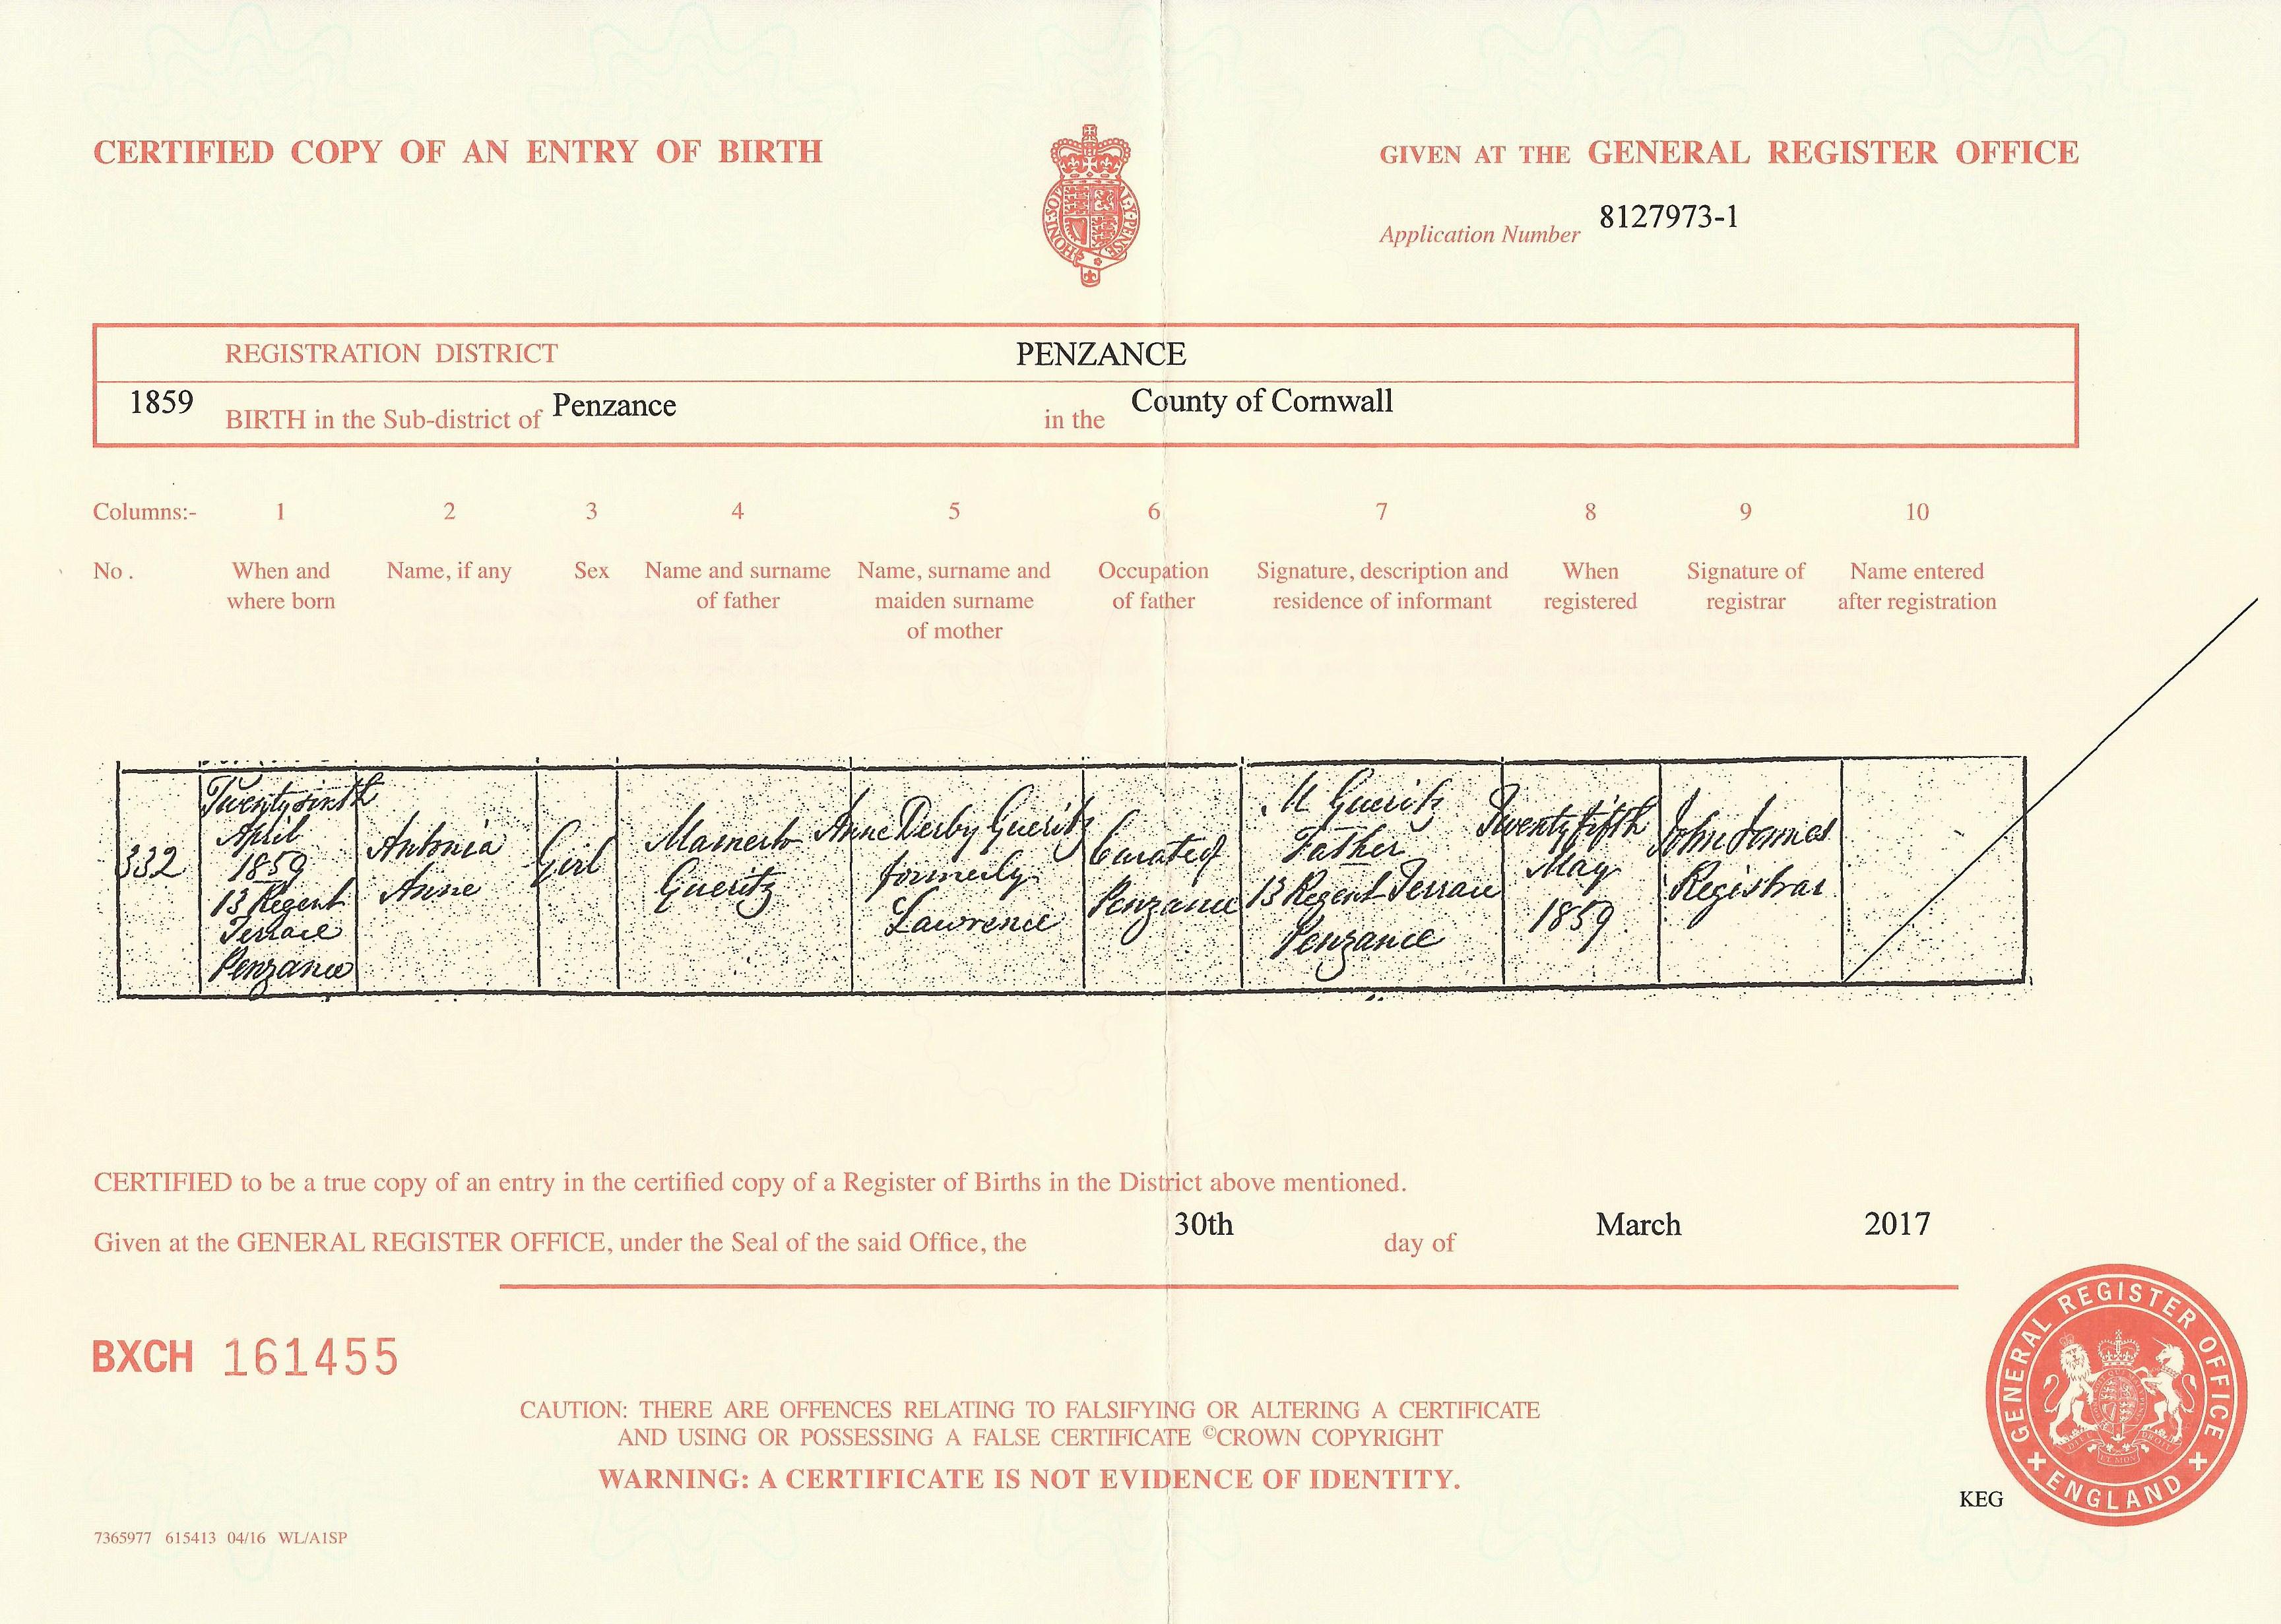 CERTIFIED COPY OF AN ENTRY OF BIRTH
GIVEN AT THE GENERAL REGISTER OFFICE
HONI·SOIT
AL·Y·PENSE
Application Number 8127973-1
REGISTRATION DISTRICT PENZANCE
1859 BIRTH in the Sub-district of Penzance in the County of Cornwall
Columns:- 1 2 3 4 5 6 7 8 9 10
No. When and Name, if any Sex Name and surname Name, surname and Occupation Signature, description and When Signature of Name entered
where born of father maiden surname of father residence of informant registered registrar after registration
of mother
332
Twenty sixth
April
1859
13 Regent
Terrace
Penzance
Antonia
Anne
Girl
Mamerto
Gueritz
Anne Derby Gueritz
formerly
Lawrence
Curate of
Penzance
M Gueritz
Father
13 Regent Terrace
Penzance
Twenty fifth
May
1859
John James
Registrar
CERTIFIED to be a true copy of an entry in the certified copy of a Register of Births in the District above mentioned.
Given at the GENERAL REGISTER OFFICE, under the Seal of the said Office, the 30th day of March 2017
BXCH 161455
CAUTION: THERE ARE OFFENCES RELATING TO FALSIFYING OR ALTERING A CERTIFICATE
AND USING OR POSSESSING A FALSE CERTIFICATE ©CROWN COPYRIGHT
WARNING: A CERTIFICATE IS NOT EVIDENCE OF IDENTITY.
KEG
GENERAL REGISTER OFFICE
ENGLAND
7365977 615413 04/16 WL/A1SP